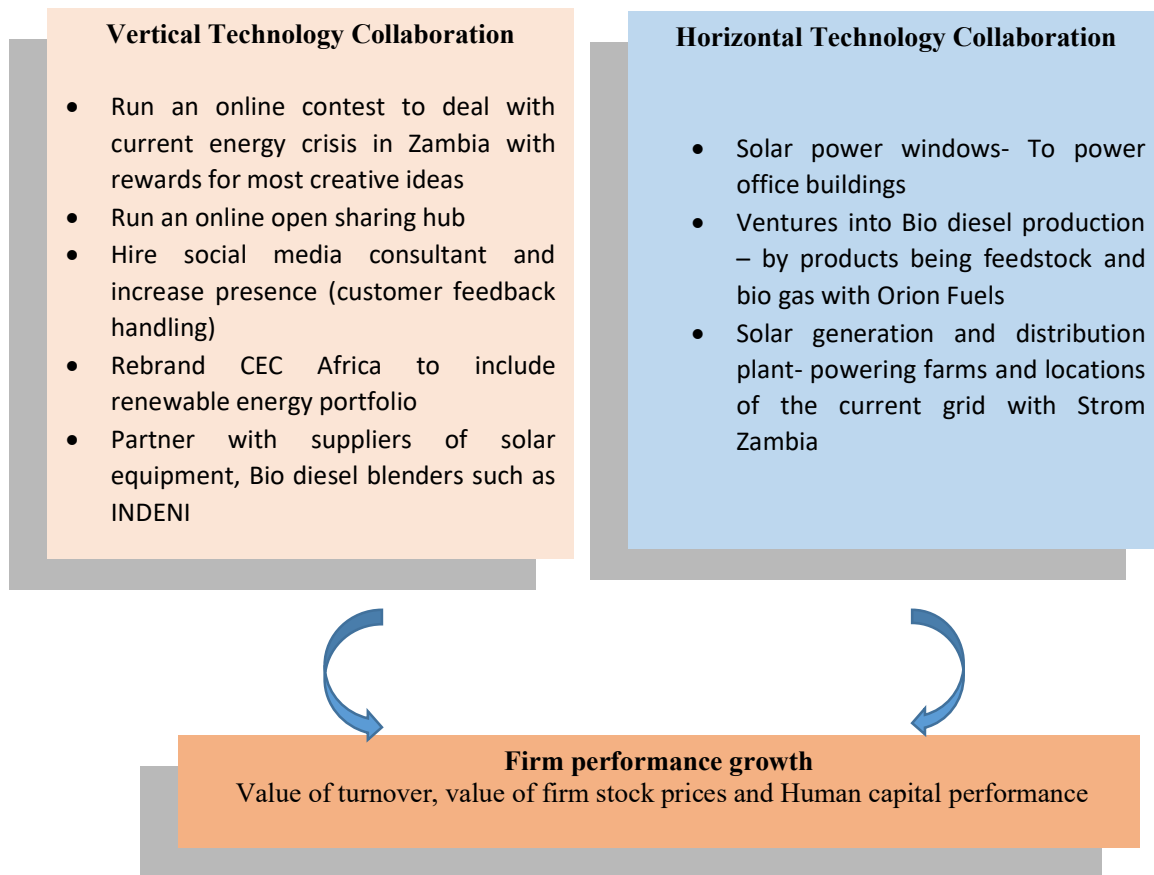 Vertical Technology Collaboration
• Run an online contest to deal with
current energy crisis in Zambia with
rewards for most creative ideas
• Run an online open sharing hub
• Hire social media consultant and
increase presence (customer feedback
handling)
• Rebrand CEC Africa to include
renewable energy portfolio
• Partner with suppliers of solar
equipment, Bio diesel blenders such as
INDENI
Horizontal Technology Collaboration
• Solar power windows- To power
office buildings
• Ventures into Bio diesel production
– by products being feedstock and
bio gas with Orion Fuels
• Solar generation and distribution
plant- powering farms and locations
of the current grid with Strom
Zambia
Firm performance growth
Value of turnover, value of firm stock prices and Human capital performance